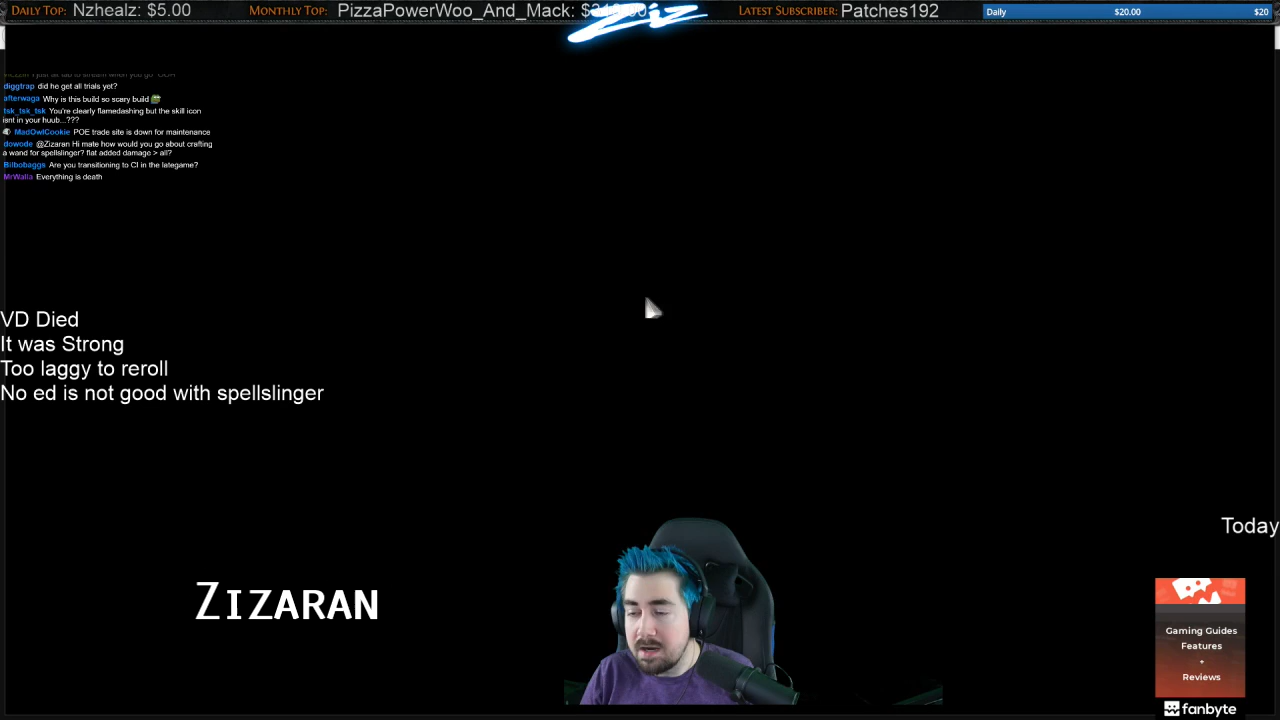 DAILY TOP: Nzhealz: $5.00
MONTHLY TOP: PizzaPowerWoo_And_Mack:
Ziz
LATEST SUBSCRIBER: Patches192
Daily $20.00 $20
diggtrap did he get all trials yet?
afterwaga Why is this build so scary build
tsk_tsk_tsk You're clearly flamedashing but the skill icon
isnt in your huub...???
MadOwlCookie POE trade site is down for maintenance
dowode @Zizaran Hi mate how would you go about crafting
a wand for spellslinger? flat added damage > all?
Bilbobaggs Are you transitioning to CI in the lategame?
MrWalla Everything is death
VD Died
It was Strong
Too laggy to reroll
No ed is not good with spellslinger
Today
ZIZARAN
Gaming Guides
Features
+
Reviews
fanbyte